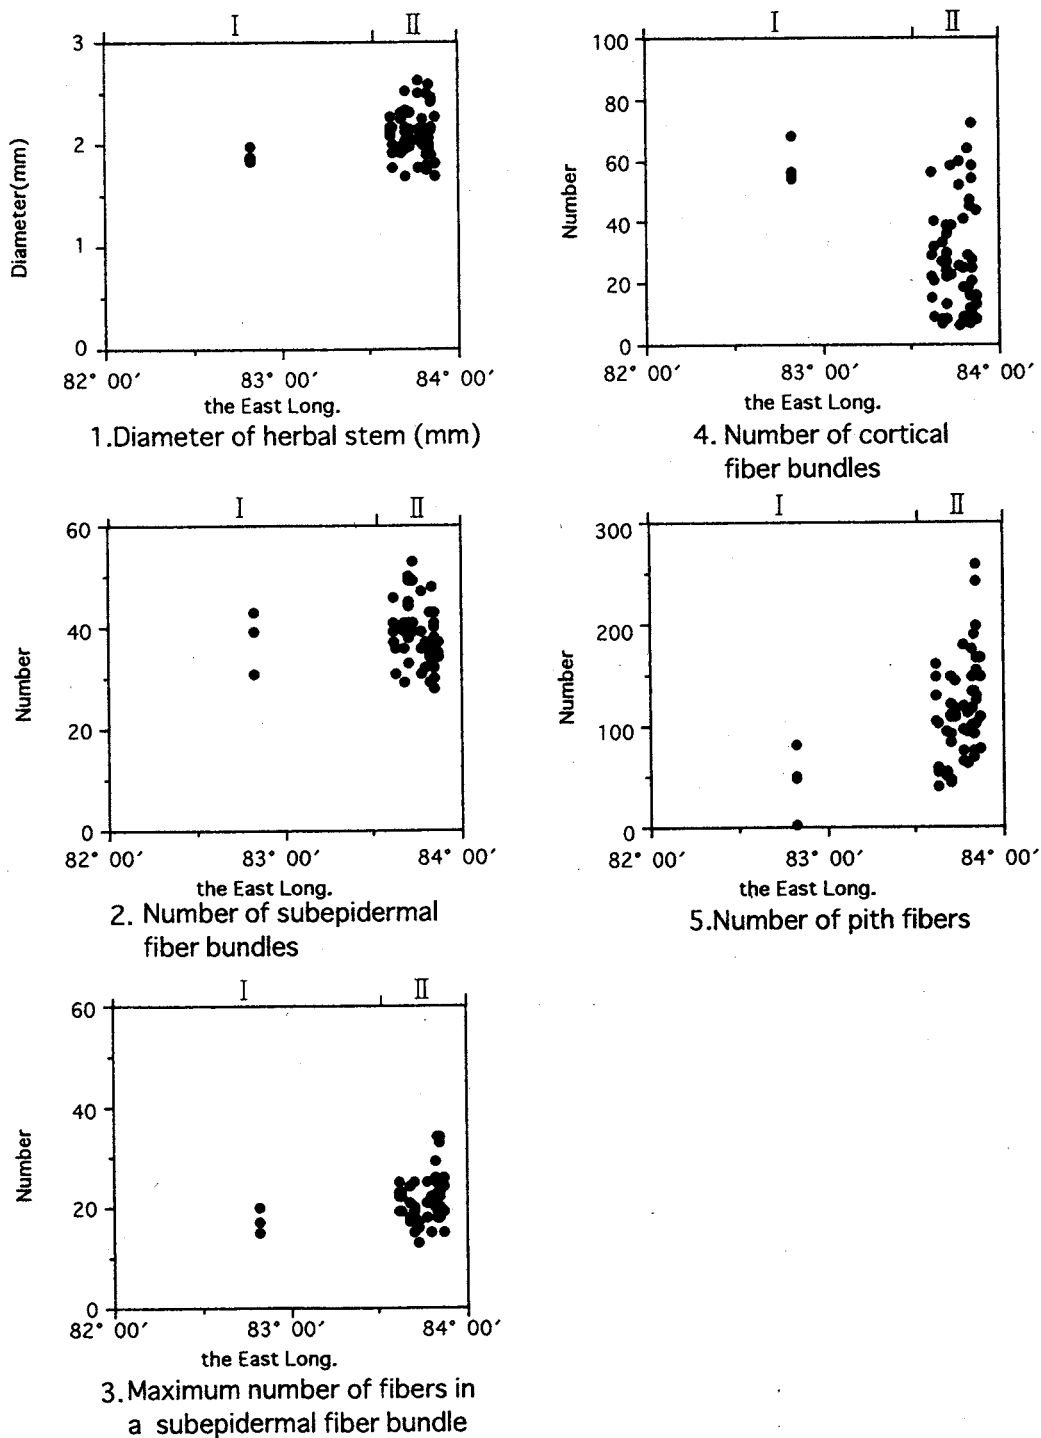 I II
3
2
1
0
Diameter(mm)
82° 00′ 83° 00′ 84° 00′
the East Long.
1.Diameter of herbal stem (mm)
I II
100
80
60
40
20
0
Number
82° 00′ 83° 00′ 84° 00′
the East Long.
4. Number of cortical
fiber bundles
I II
60
40
20
0
Number
82° 00′ 83° 00′ 84° 00′
the East Long.
2. Number of subepidermal
fiber bundles
I II
300
200
100
0
Number
82° 00′ 83° 00′ 84° 00′
the East Long.
5.Number of pith fibers
I II
60
40
20
0
Number
82° 00′ 83° 00′ 84° 00′
the East Long.
3.Maximum number of fibers in
a subepidermal fiber bundle